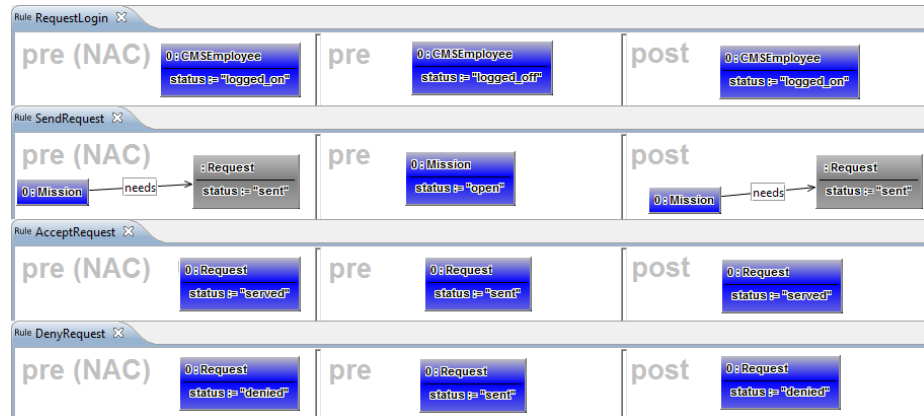 Rule RequestLogin
pre (NAC)
0:CMSEmployee
status := "logged_on"
pre
0:CMSEmployee
status := "logged_off"
post
0:CMSEmployee
status := "logged_on"
Rule SendRequest
pre (NAC)
0:Mission
needs
:Request
status := "sent"
pre
0:Mission
status := "open"
post
0:Mission
needs
:Request
status := "sent"
Rule AcceptRequest
pre (NAC)
0:Request
status := "served"
pre
0:Request
status := "sent"
post
0:Request
status := "served"
Rule DenyRequest
pre (NAC)
0:Request
status := "denied"
pre
0:Request
status := "sent"
post
0:Request
status := "denied"